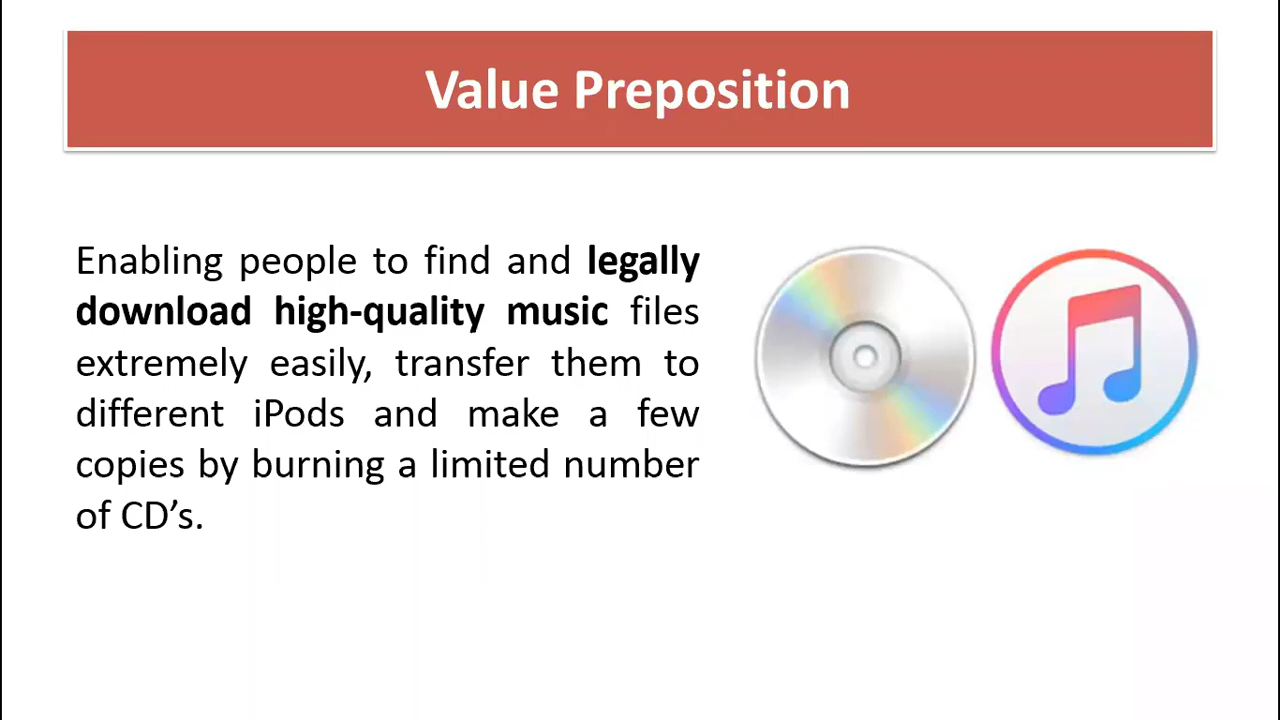 Value Preposition
Enabling people to find and legally
download high-quality music files
extremely easily, transfer them to
different iPods and make a few
copies by burning a limited number
of CD’s.